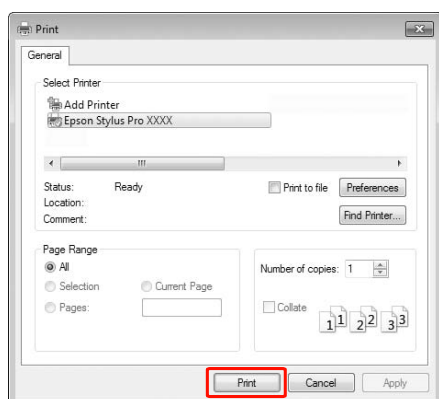 Print
General
Select Printer
Add Printer
Epson Stylus Pro XXXX
Status: Ready
Print to file
Preferences
Location:
Comment:
Find Printer...
Page Range
All
Selection
Current Page
Pages:
Number of copies: 1
Collate
1 1 2 2 3 3
Print
Cancel
Apply